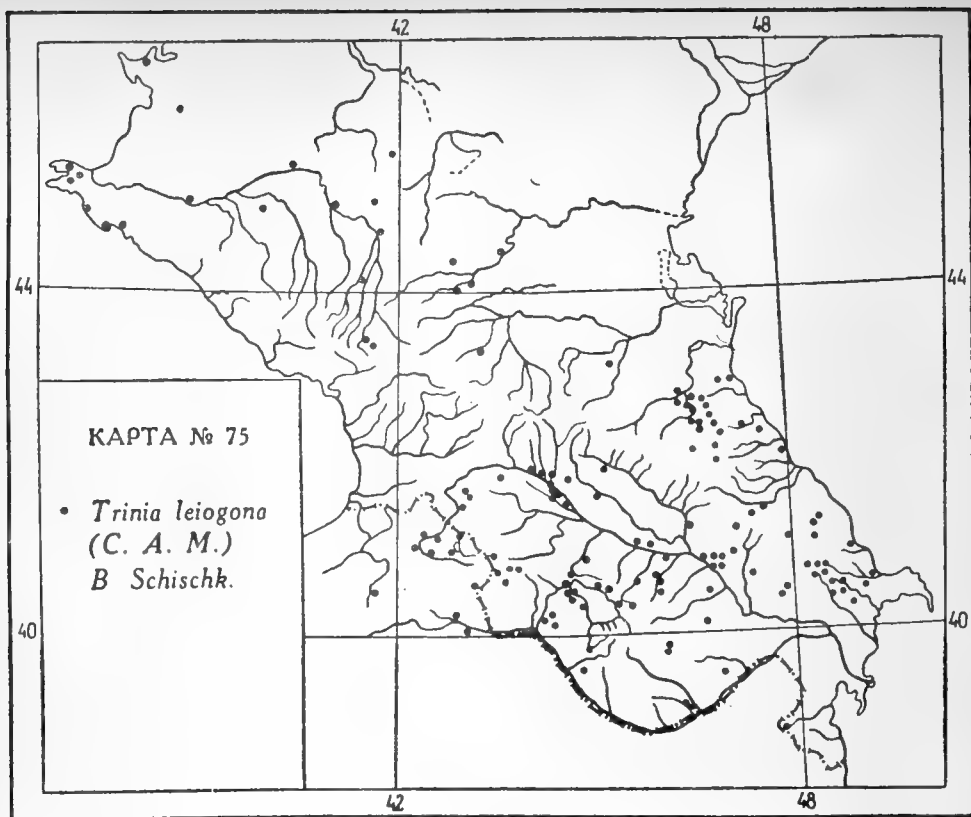 42 48
44 44
КАРТА № 75
• Trinia leiogona
(C. A. M.)
B Schischk.
40 40
42 48